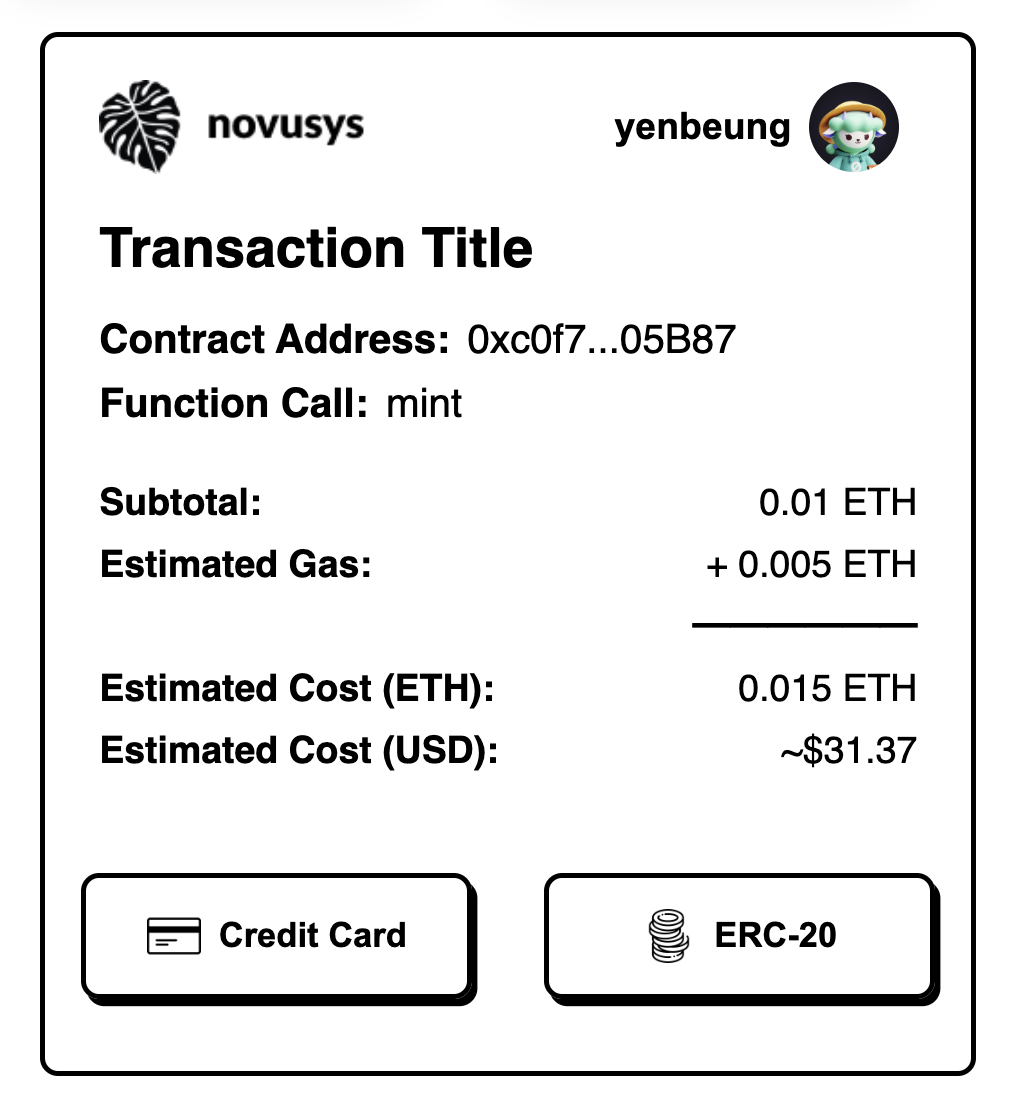 novusys
yenbeung
Transaction Title
Contract Address: 0xc0f7...05B87
Function Call: mint
Subtotal: 0.01 ETH
Estimated Gas: + 0.005 ETH
Estimated Cost (ETH): 0.015 ETH
Estimated Cost (USD): ~$31.37
Credit Card
ERC-20